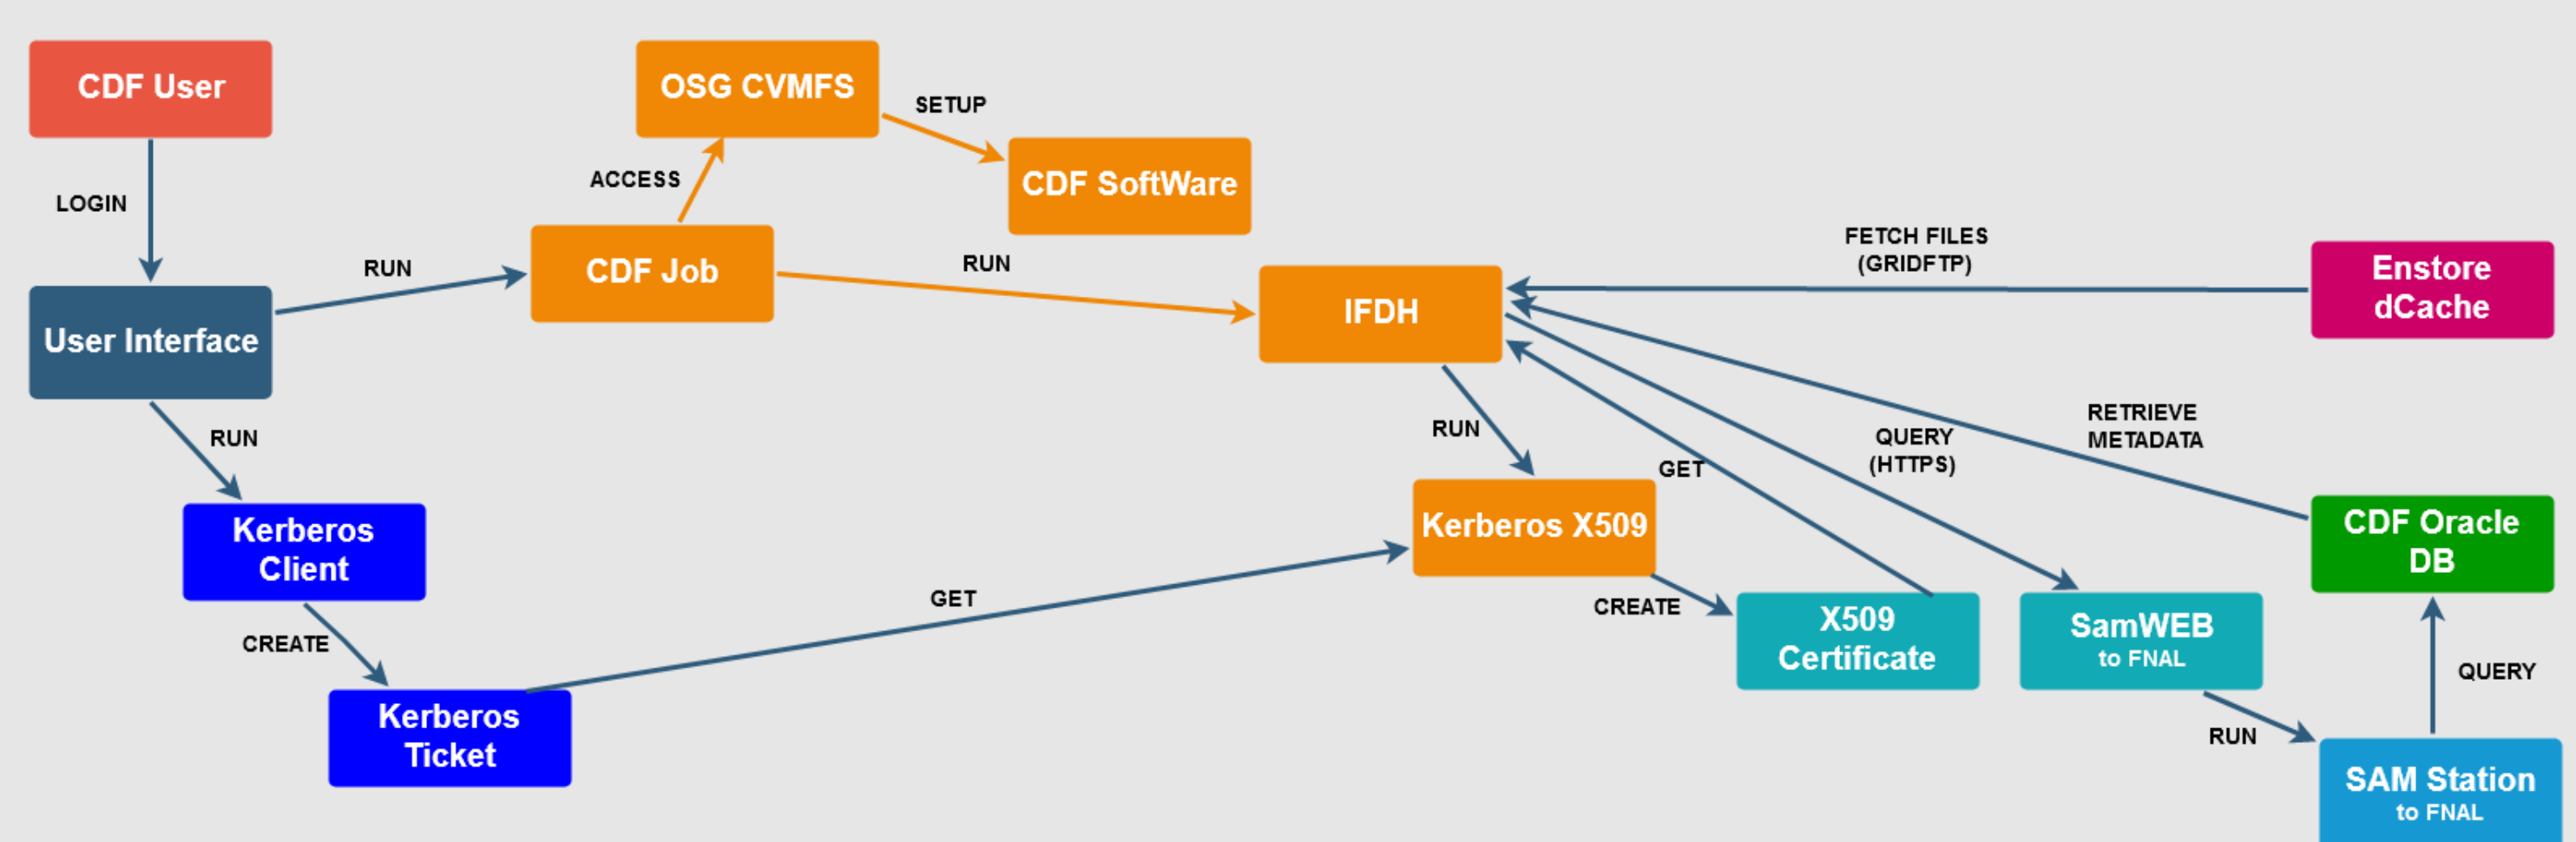 CDF User
OSG CVMFS
SETUP
ACCESS
CDF SoftWare
LOGIN
RUN
CDF Job
RUN
FETCH FILES
(GRIDFTP)
Enstore
dCache
User Interface
IFDH
RUN
RUN
GET
QUERY
(HTTPS)
RETRIEVE
METADATA
Kerberos
Client
Kerberos X509
CDF Oracle
DB
GET
CREATE
CREATE
X509
Certificate
SamWEB
to FNAL
QUERY
Kerberos
Ticket
RUN
SAM Station
to FNAL